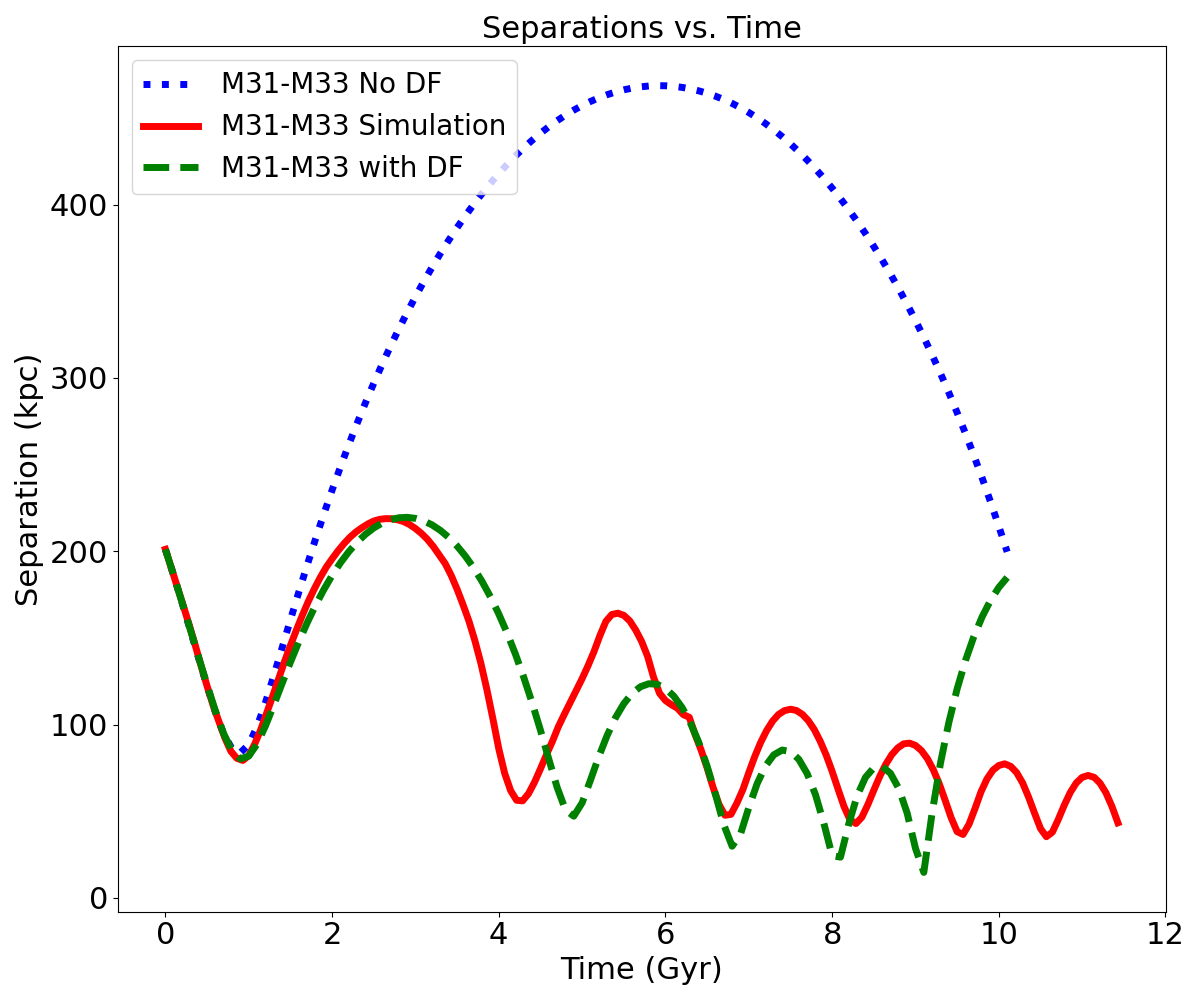 Separations vs. Time
M31-M33 No DF
M31-M33 Simulation
M31-M33 with DF
Separation (kpc)
400
300
200
100
0
0 2 4 6 8 10 12
Time (Gyr)